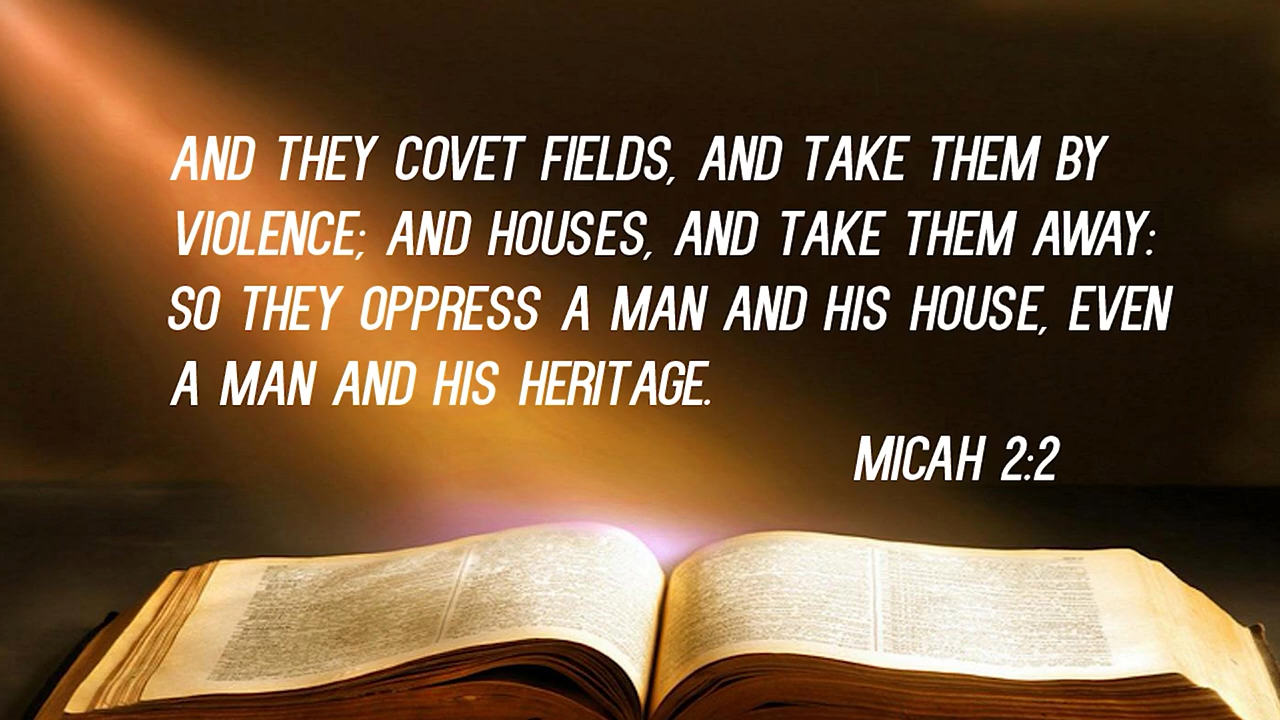 AND THEY COVET FIELDS, AND TAKE THEM BY
VIOLENCE; AND HOUSES, AND TAKE THEM AWAY:
SO THEY OPPRESS A MAN AND HIS HOUSE, EVEN
A MAN AND HIS HERITAGE.
MICAH 2:2